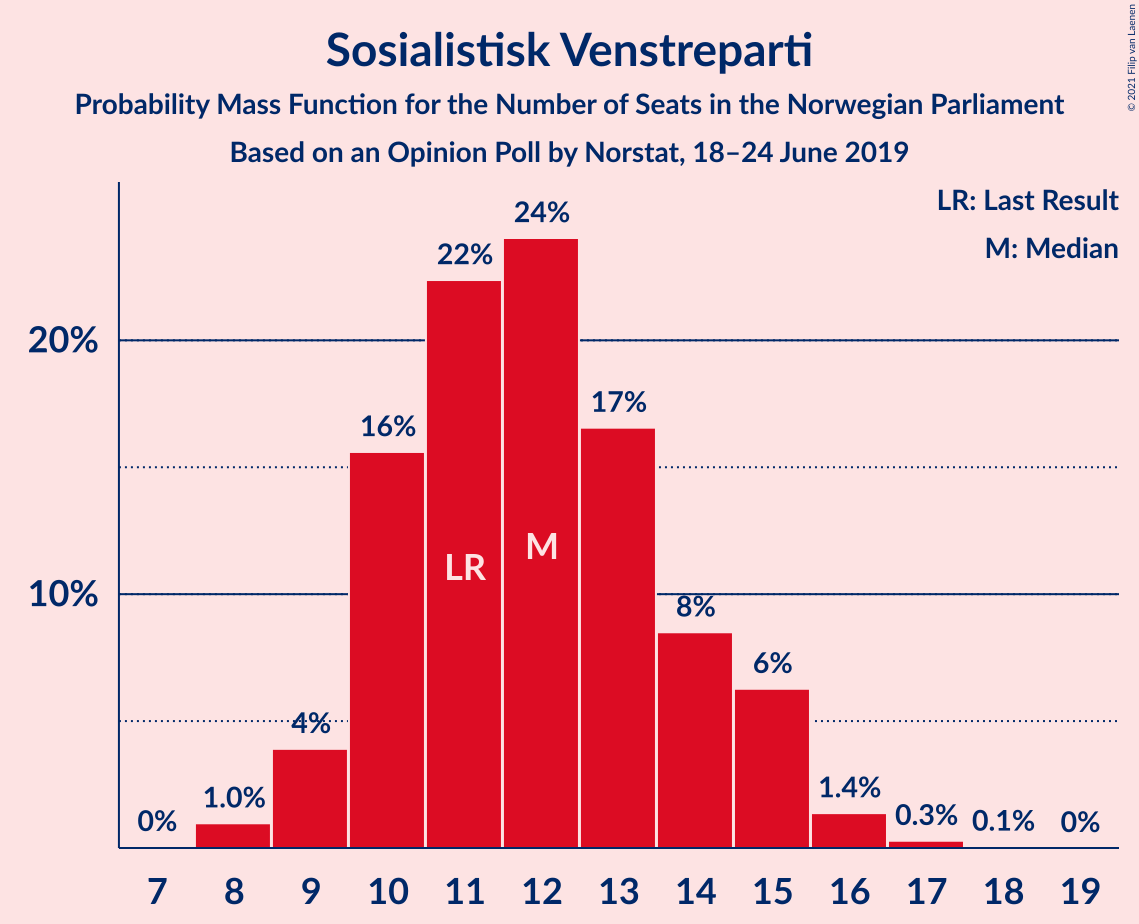 Sosialistisk Venstreparti
Probability Mass Function for the Number of Seats in the Norwegian Parliament
Based on an Opinion Poll by Norstat, 18–24 June 2019
© 2021 Filip van Laenen
LR: Last Result
M: Median
20%
10%
0%
1.0%
4%
16%
22%
24%
17%
8%
6%
1.4%
0.3%
0.1%
0%
LR
M
7 8 9 10 11 12 13 14 15 16 17 18 19